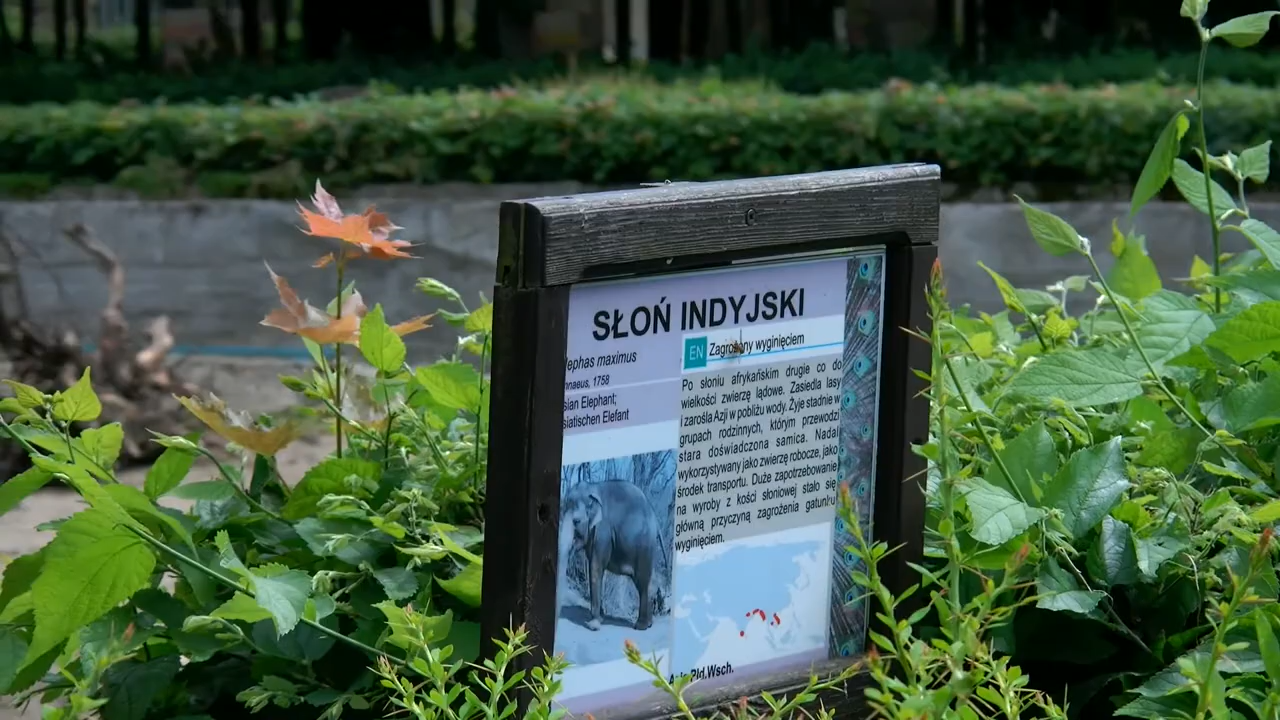 SŁOŃ INDYJSKI
lephas maximus
nnaeus, 1758
sian Elephant;
siatischen Elefant
EN Zagrożony wyginięciem
Po słoniu afrykańskim drugie co do
wielkości zwierzę lądowe. Zasiedla lasy
i zarośla Azji w pobliżu wody. Żyje stadnie w
grupach rodzinnych, którym przewodzi
stara doświadczona samica. Nadal
wykorzystywany jako zwierzę robocze, jako
środek transportu. Duże zapotrzebowanie
na wyroby z kości słoniowej stało się
główną przyczyną zagrożenia gatunku
wyginięciem.
Azja Płd.Wsch.